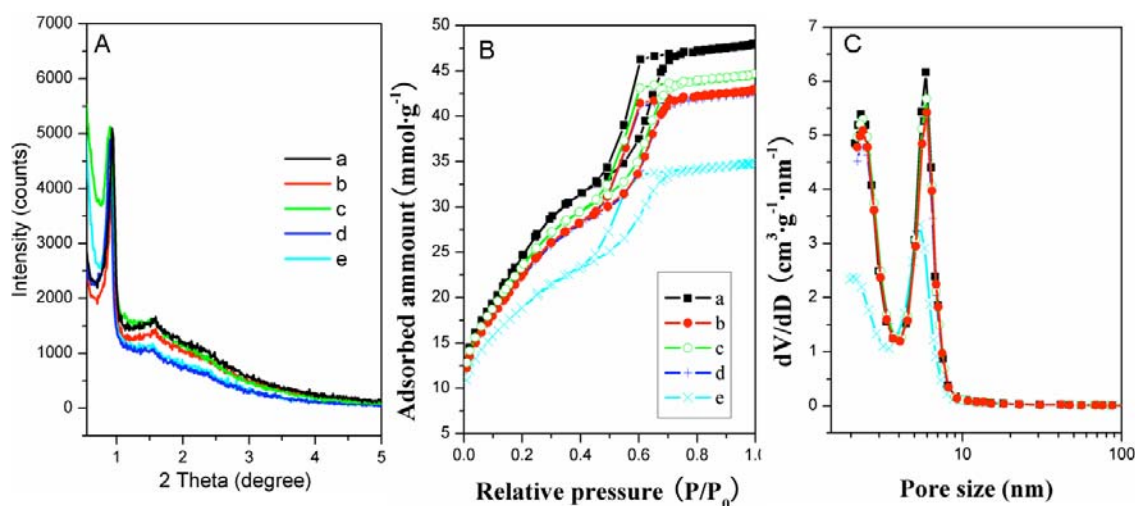 A
7000
6000
5000
4000
3000
2000
1000
0
Intensity (counts)
1 2 3 4 5
2 Theta (degree)
a
b
c
d
e
B
50
45
40
35
30
25
20
15
10
5
Adsorbed ammount (mmol·g⁻¹)
0.0 0.2 0.4 0.6 0.8 1.0
Relative pressure (P/P₀)
a
b
c
d
e
C
7
6
5
4
3
2
1
0
dV/dD (cm³·g⁻¹·nm⁻¹)
10 100
Pore size (nm)